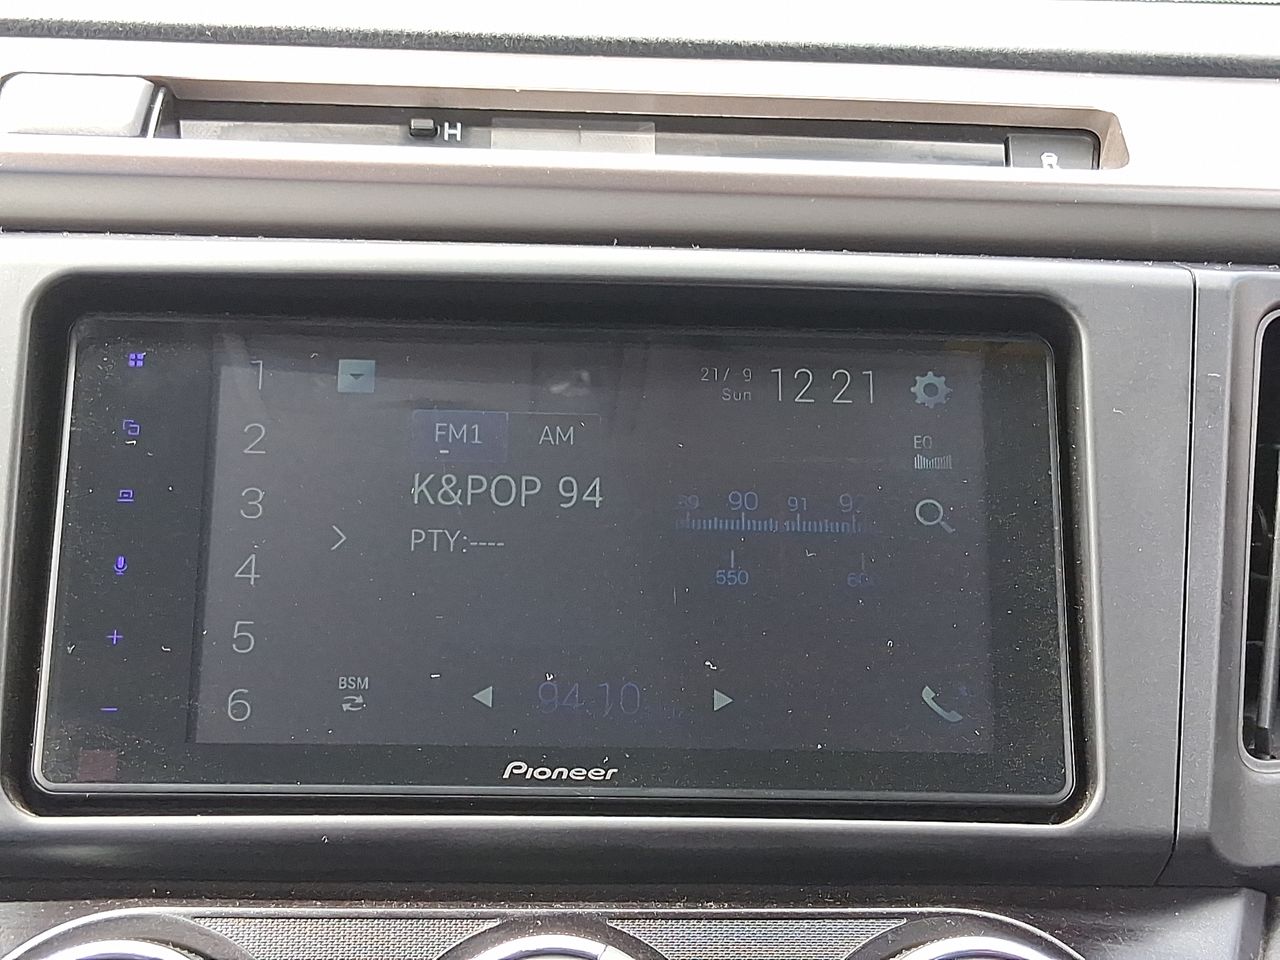 H
1
21/ 9
Sun
12 21
2
FM1
AM
EQ
3
K&POP 94
90
91
PTY:----
4
550
5
6
BSM
94.10
Pioneer